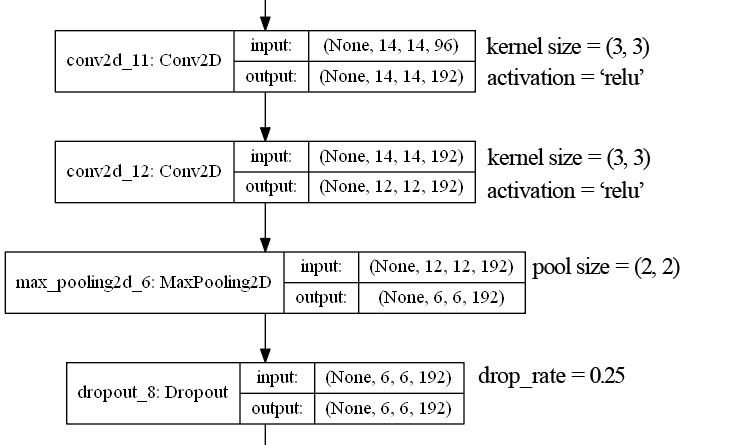 conv2d_11: Conv2D
input: (None, 14, 14, 96)
output: (None, 14, 14, 192)
kernel size = (3, 3)
activation = ‘relu’
conv2d_12: Conv2D
input: (None, 14, 14, 192)
output: (None, 12, 12, 192)
kernel size = (3, 3)
activation = ‘relu’
max_pooling2d_6: MaxPooling2D
input: (None, 12, 12, 192)
output: (None, 6, 6, 192)
pool size = (2, 2)
dropout_8: Dropout
input: (None, 6, 6, 192)
output: (None, 6, 6, 192)
drop_rate = 0.25